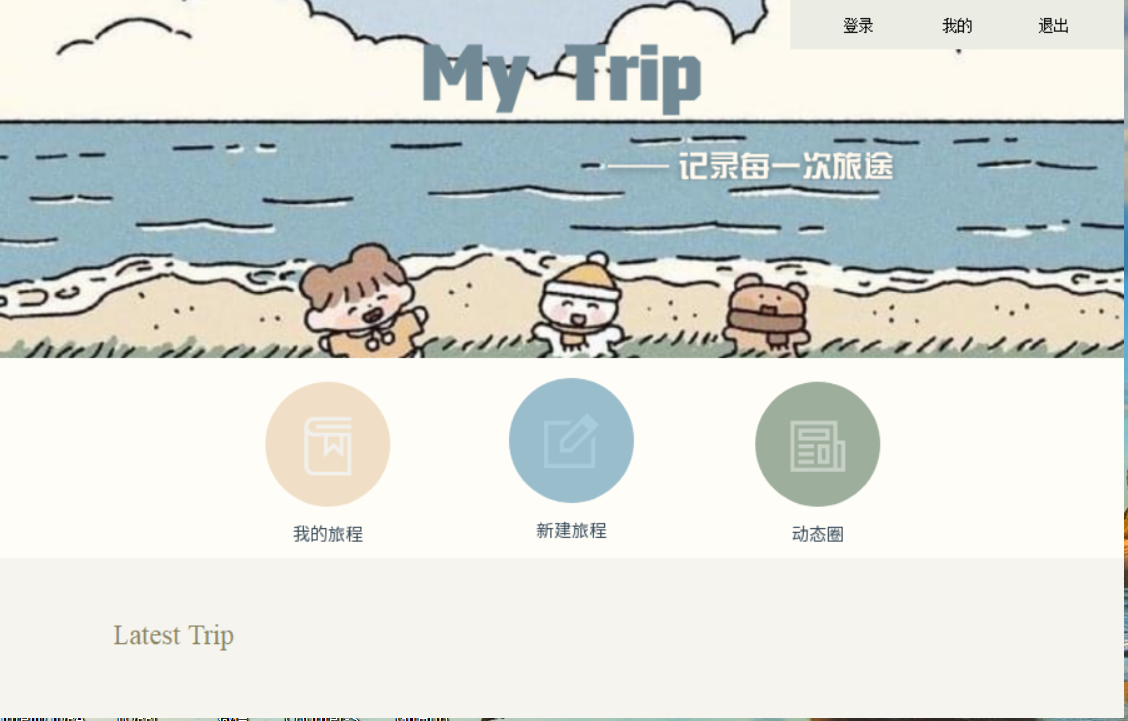 登录 我的 退出
My Trip
—— 记录每一次旅途
我的旅程 新建旅程 动态圈
Latest Trip